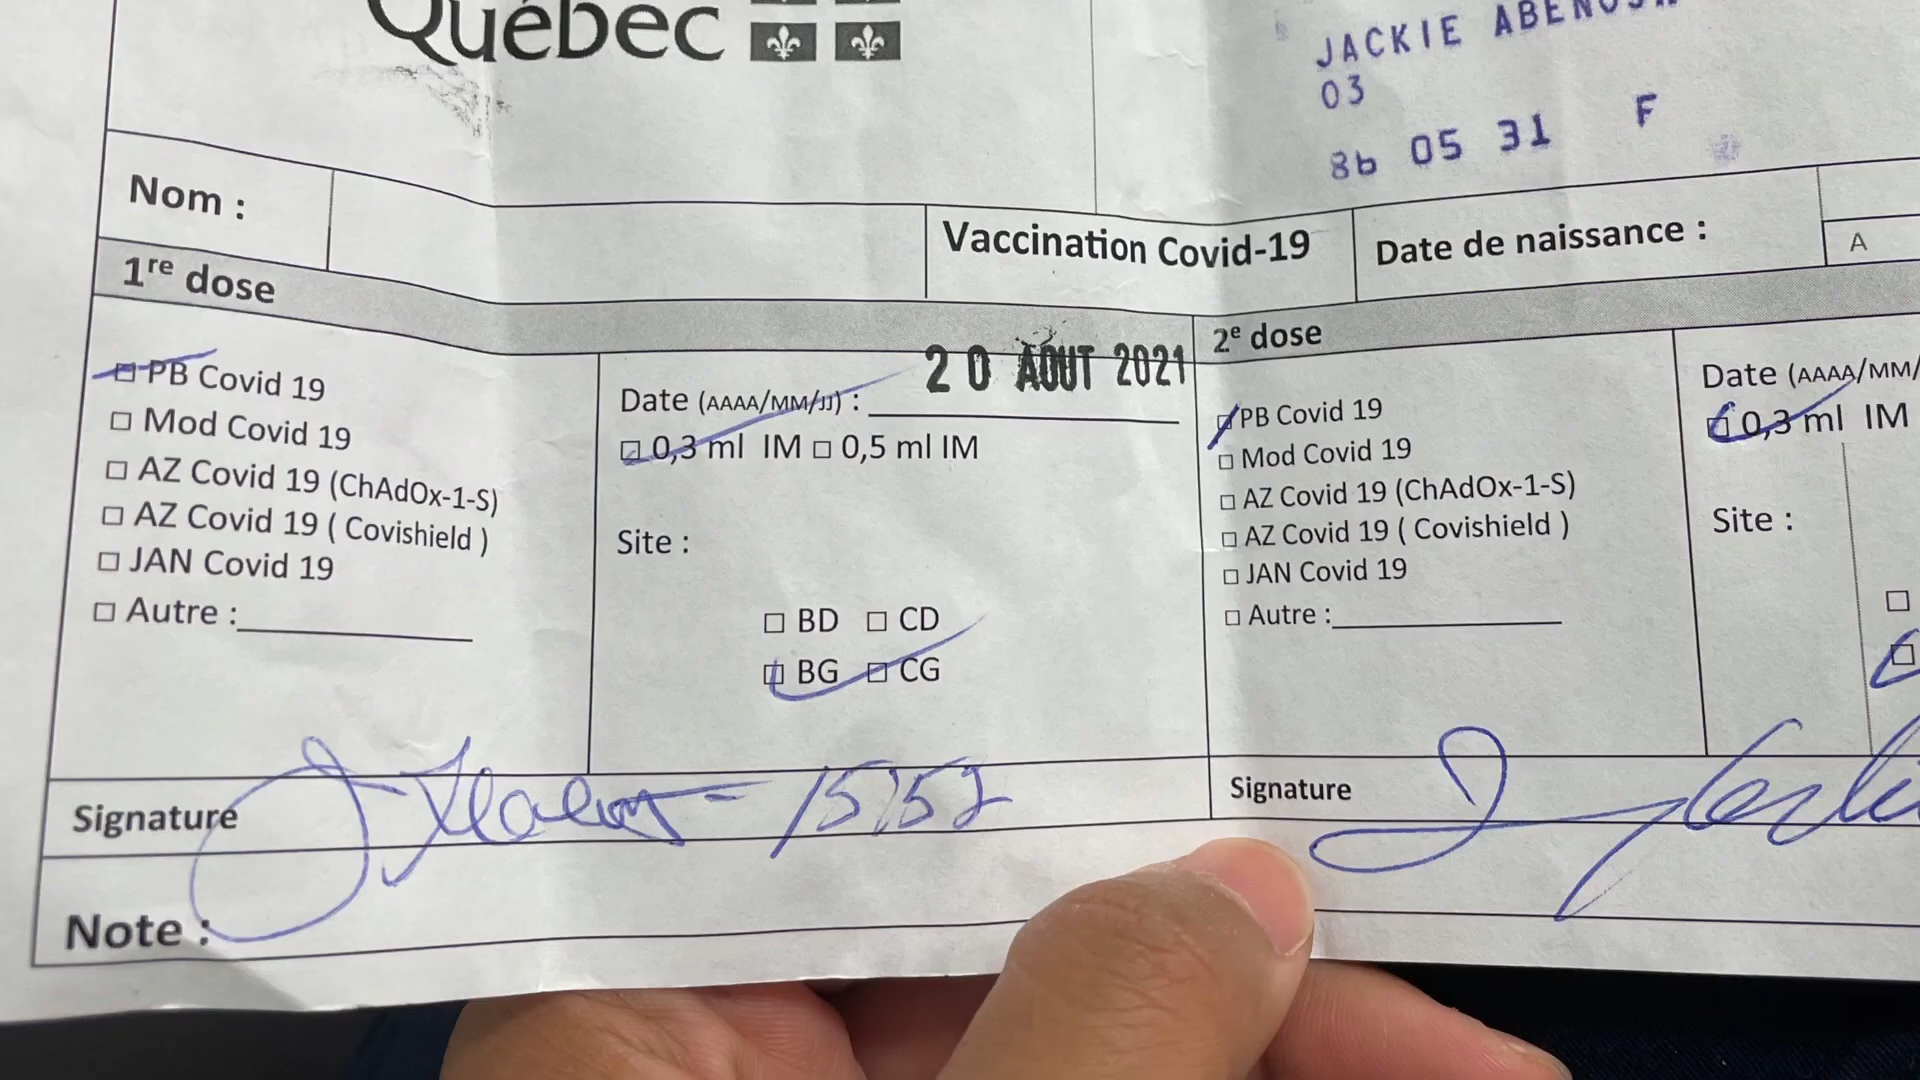 Québec
JACKIE
03
86 05 31 F
Nom :
Vaccination Covid-19
Date de naissance :
A
1re dose
2e dose
☐ PB Covid 19
☐ Mod Covid 19
☐ AZ Covid 19 (ChAdOx-1-S)
☐ AZ Covid 19 ( Covishield )
☐ JAN Covid 19
☐ Autre :
Date (AAAA/MM/JJ) : 20 AOUT 2021
☐ 0,3 ml IM ☐ 0,5 ml IM
Site :
☐ BD ☐ CD
☐ BG ☐ CG
☐ PB Covid 19
☐ Mod Covid 19
☐ AZ Covid 19 (ChAdOx-1-S)
☐ AZ Covid 19 ( Covishield )
☐ JAN Covid 19
☐ Autre :
Date (AAAA/MM/
☐ 0,3 ml IM
Site :
Signature
Signature
Note :